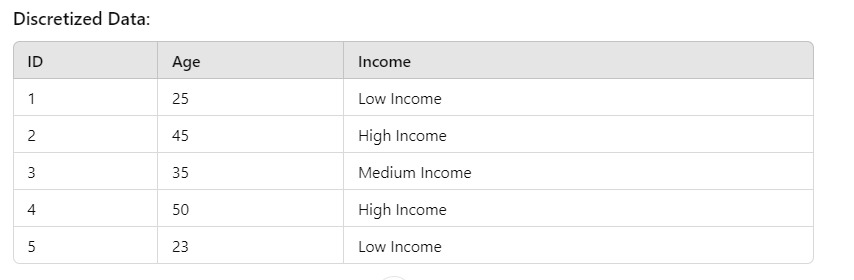 Discretized Data:
ID Age Income
1 25 Low Income
2 45 High Income
3 35 Medium Income
4 50 High Income
5 23 Low Income